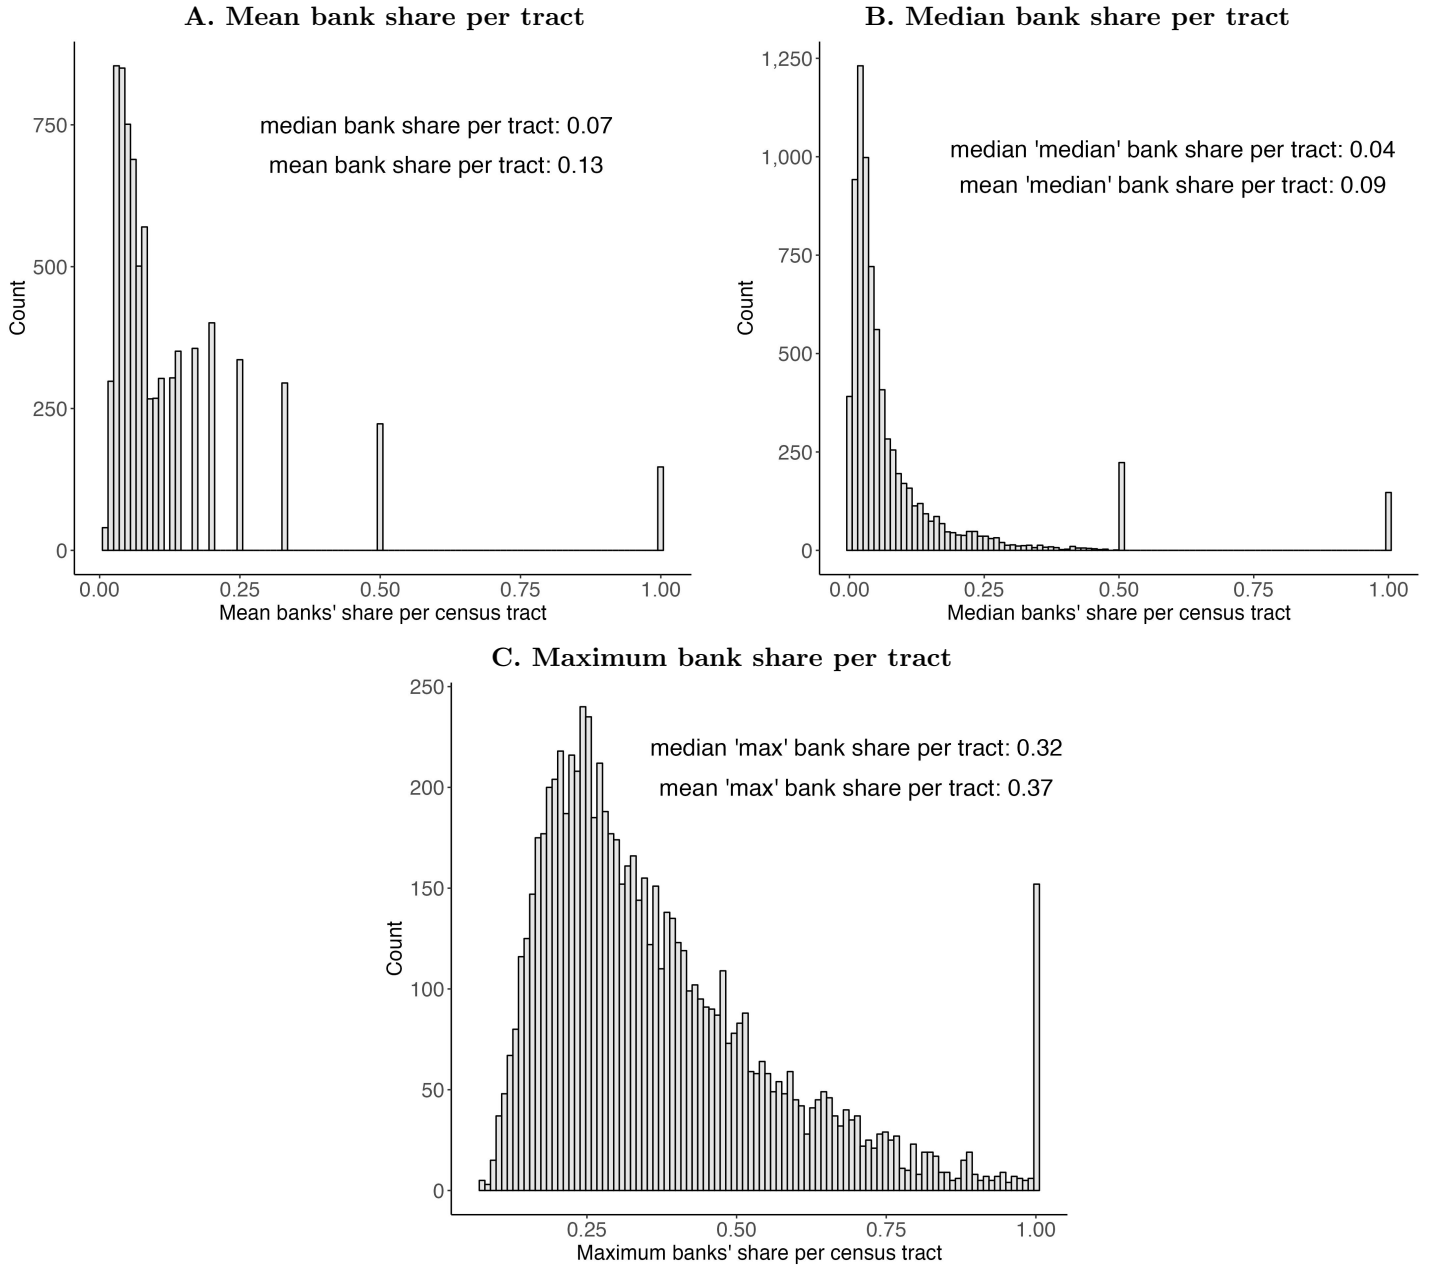 A. Mean bank share per tract
median bank share per tract: 0.07
mean bank share per tract: 0.13
Count
750
500
250
0
0.00 0.25 0.50 0.75 1.00
Mean banks' share per census tract
B. Median bank share per tract
median 'median' bank share per tract: 0.04
mean 'median' bank share per tract: 0.09
Count
1,250
1,000
750
500
250
0
0.00 0.25 0.50 0.75 1.00
Median banks' share per census tract
C. Maximum bank share per tract
median 'max' bank share per tract: 0.32
mean 'max' bank share per tract: 0.37
Count
250
200
150
100
50
0
0.25 0.50 0.75 1.00
Maximum banks' share per census tract